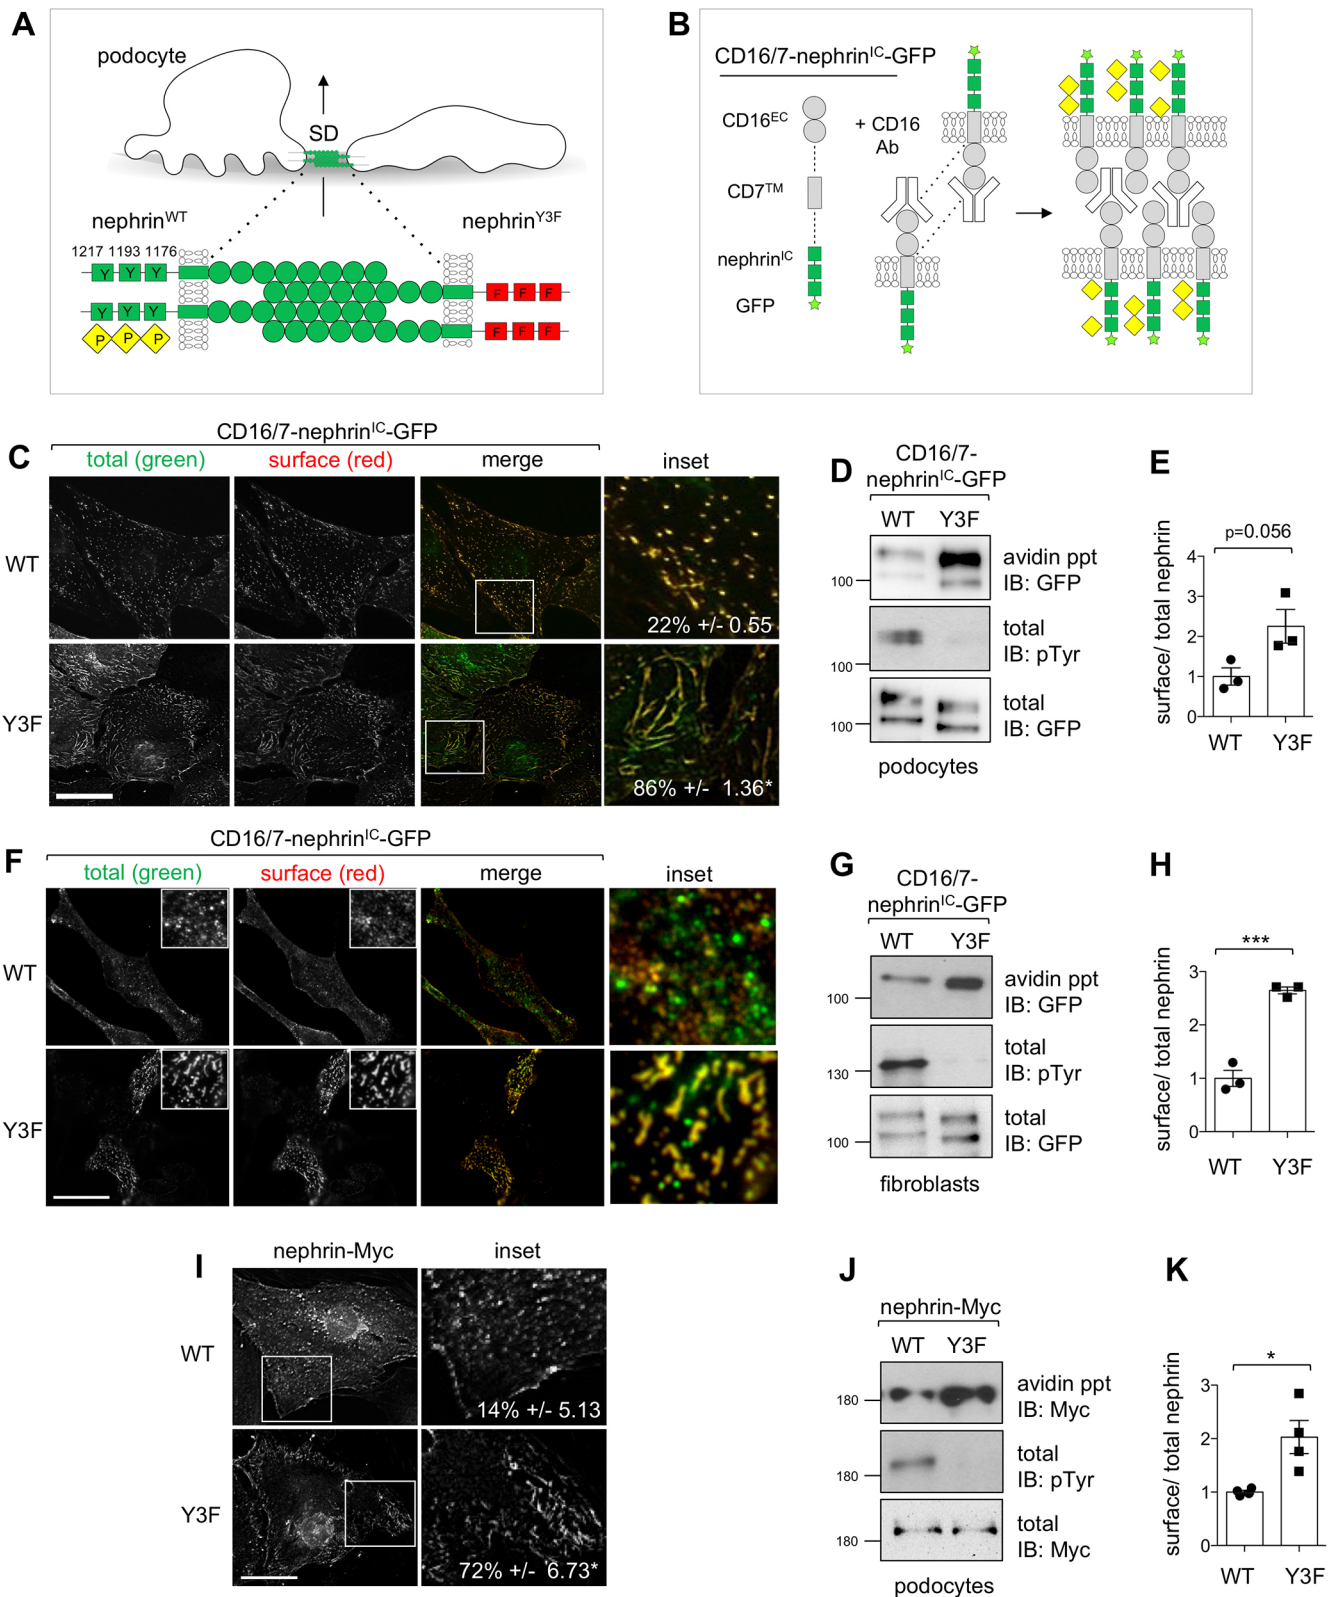 A
podocyte
SD
nephrinWT
nephrinY3F
1217 1193 1176
Y Y Y
F F F
Y Y Y
P P P
F F F
B
CD16/7-nephrinIC-GFP
CD16EC
+ CD16
Ab
CD7TM
nephrinIC
GFP
C
CD16/7-nephrinIC-GFP
total (green)
surface (red)
merge
inset
WT
22% +/- 0.55
Y3F
86% +/- 1.36*
D
CD16/7-
nephrinIC-GFP
WT Y3F
100
avidin ppt
IB: GFP
100
total
IB: pTyr
100
total
IB: GFP
podocytes
E
p=0.056
surface/ total nephrin
4
3
2
1
0
WT Y3F
F
CD16/7-nephrinIC-GFP
total (green)
surface (red)
merge
inset
WT
Y3F
G
CD16/7-
nephrinIC-GFP
WT Y3F
100
avidin ppt
IB: GFP
130
total
IB: pTyr
100
total
IB: GFP
fibroblasts
H
***
surface/ total nephrin
3
2
1
0
WT Y3F
I
nephrin-Myc
inset
WT
14% +/- 5.13
Y3F
72% +/- 6.73*
J
nephrin-Myc
WT Y3F
180
avidin ppt
IB: Myc
180
total
IB: pTyr
180
total
IB: Myc
podocytes
K
*
surface/ total nephrin
3
2
1
0
WT Y3F